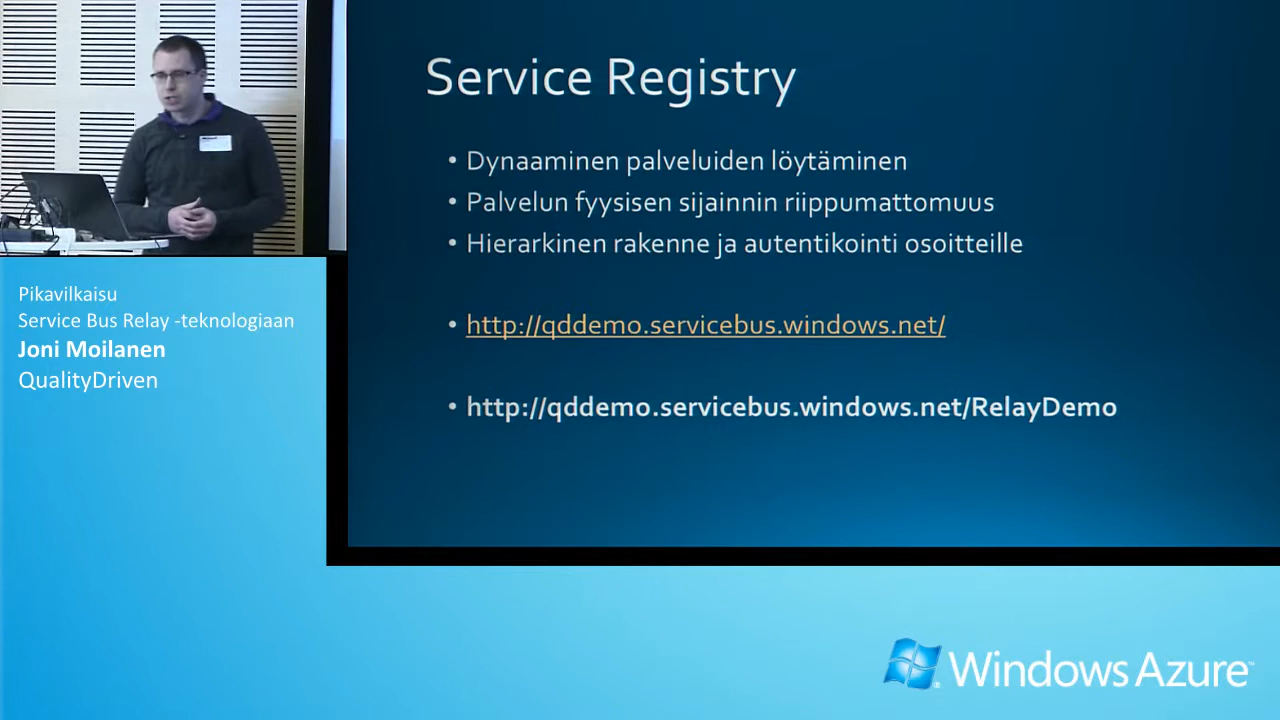 Service Registry
• Dynaaminen palveluiden löytäminen
• Palvelun fyysisen sijainnin riippumattomuus
• Hierarkinen rakenne ja autentikointi osoitteille
• http://qddemo.servicebus.windows.net/
• http://qddemo.servicebus.windows.net/RelayDemo
Pikavilkaisu
Service Bus Relay -teknologiaan
Joni Moilanen
QualityDriven
Windows Azure™